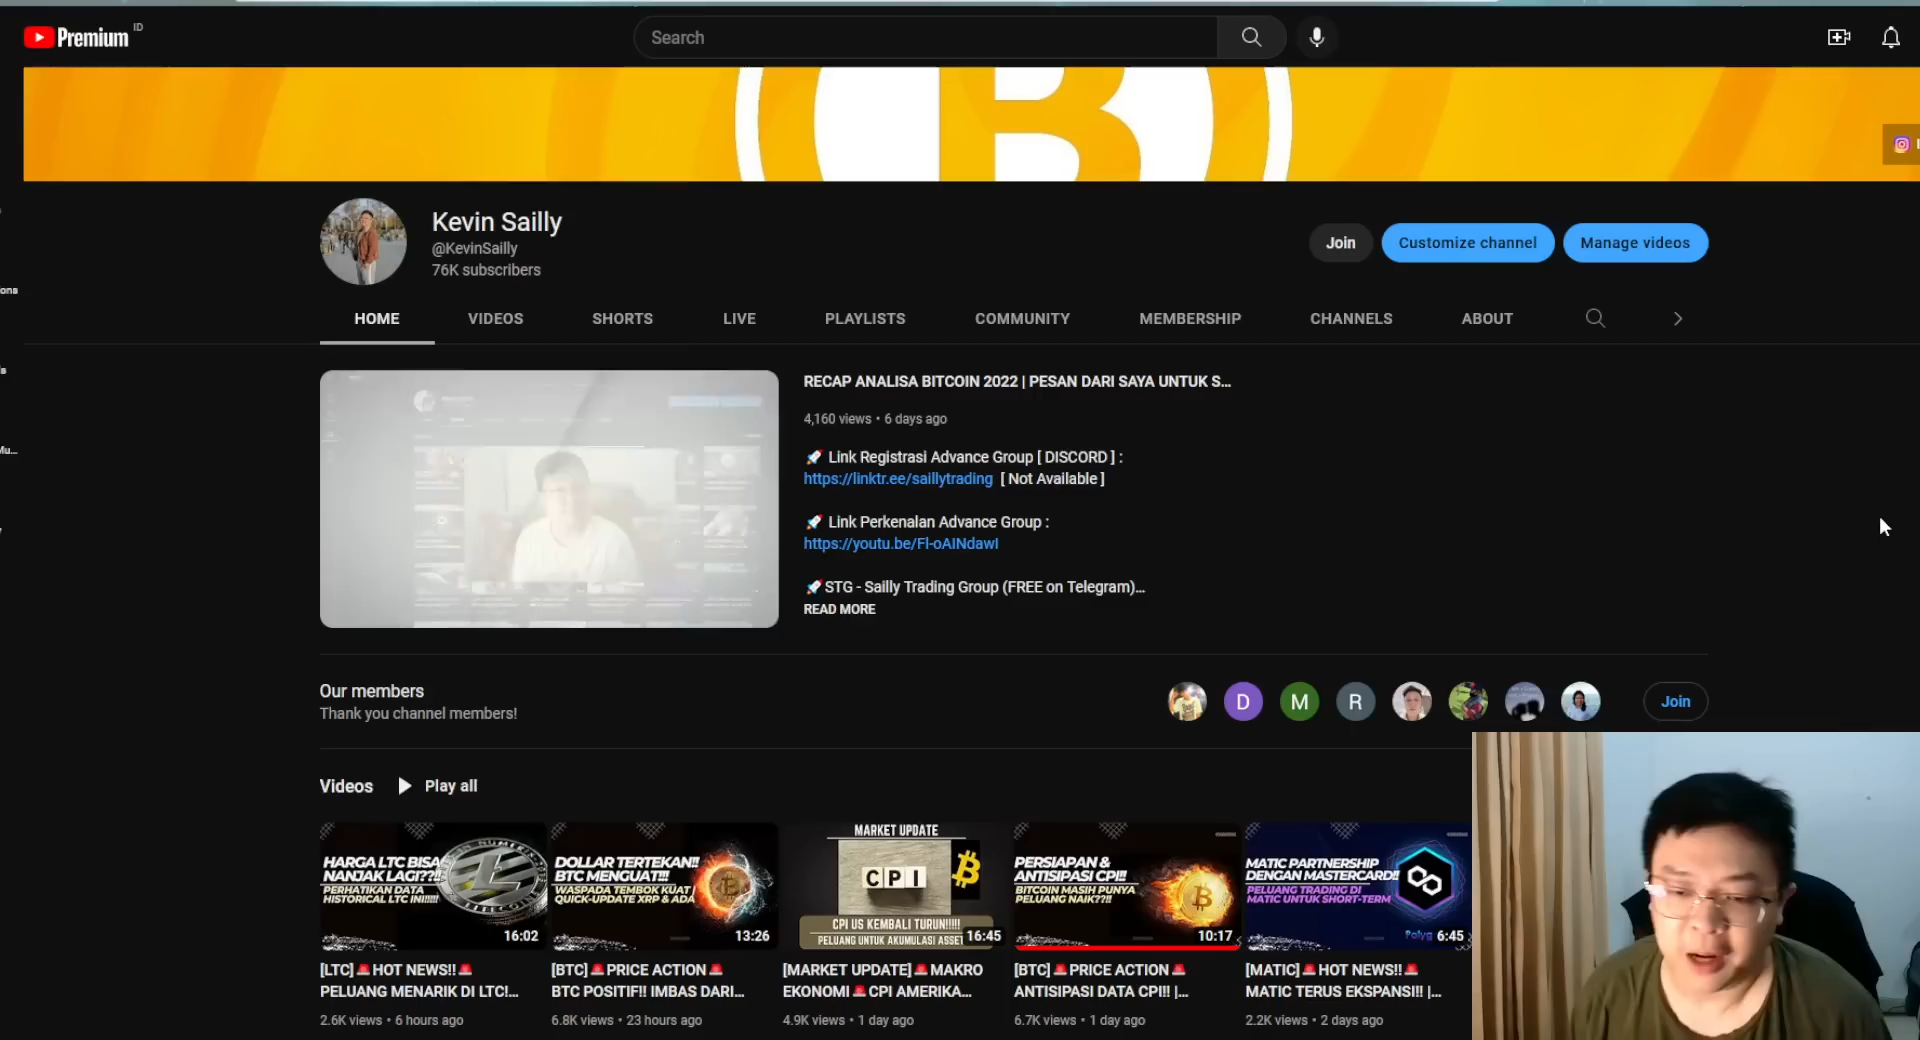 Premium ID
Search
Kevin Sailly
@KevinSailly
76K subscribers
Join
Customize channel
Manage videos
HOME
VIDEOS
SHORTS
LIVE
PLAYLISTS
COMMUNITY
MEMBERSHIP
CHANNELS
ABOUT
RECAP ANALISA BITCOIN 2022 | PESAN DARI SAYA UNTUK S...
4,160 views • 6 days ago
🚀 Link Registrasi Advance Group [ DISCORD ] :
https://linktr.ee/saillytrading [ Not Available ]
🚀 Link Perkenalan Advance Group :
https://youtu.be/Fl-oAINdawI
🚀STG - Sailly Trading Group (FREE on Telegram)...
READ MORE
Our members
Thank you channel members!
D
M
R
Join
Videos
Play all
HARGA LTC BISA
NANJAK LAGI??!!
PERHATIKAN DATA
HISTORICAL LTC INI!!!!!
16:02
DOLLAR TERTEKAN!!
BTC MENGUAT!!!
WASPADA TEMBOK KUAT |
QUICK-UPDATE XRP & ADA
13:26
MARKET UPDATE
CPI
CPI US KEMBALI TURUN!!!!!
PELUANG UNTUK AKUMULASI ASSET
16:45
PERSIAPAN &
ANTISIPASI CPI!!
BITCOIN MASIH PUNYA
PELUANG NAIK??!!
10:17
MATIC PARTNERSHIP
DENGAN MASTERCARD!!
PELUANG TRADING DI
MATIC UNTUK SHORT-TERM
Polyg
6:45
[LTC]🚨HOT NEWS!!🚨
PELUANG MENARIK DI LTC!...
2.6K views • 6 hours ago
[BTC]🚨PRICE ACTION🚨
BTC POSITIF!! IMBAS DARI...
6.8K views • 23 hours ago
[MARKET UPDATE]🚨MAKRO
EKONOMI🚨CPI AMERIKA...
4.9K views • 1 day ago
[BTC]🚨PRICE ACTION🚨
ANTISIPASI DATA CPI!! |...
6.7K views • 1 day ago
[MATIC]🚨HOT NEWS!!🚨
MATIC TERUS EKSPANSI!! |...
2.2K views • 2 days ago